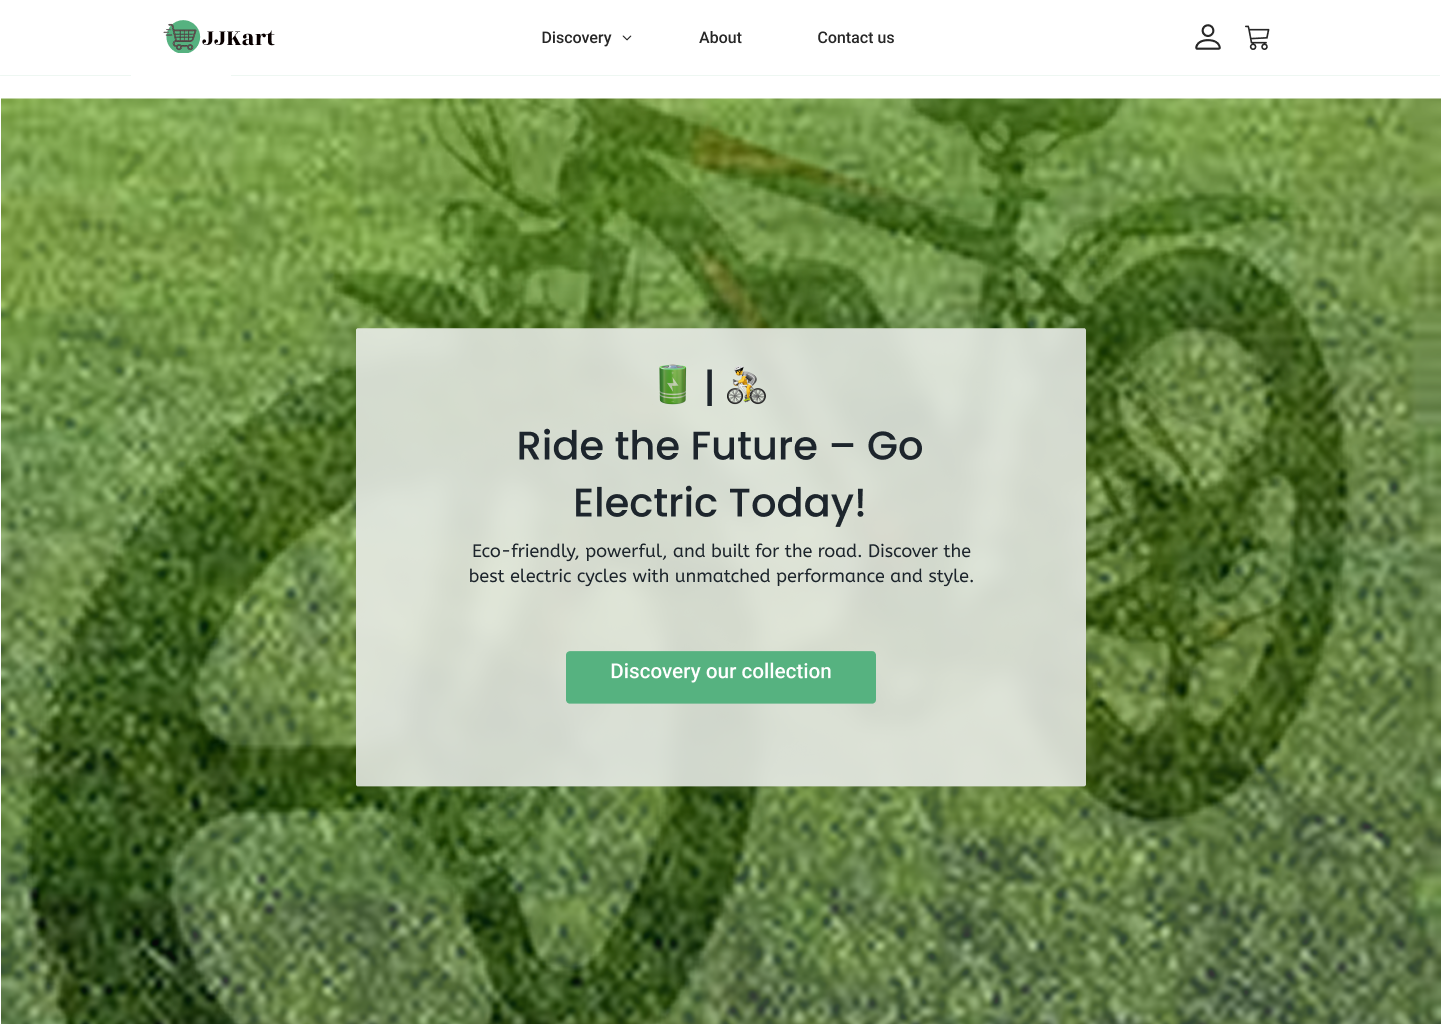 JJKart
Discovery
About
Contact us
|
Ride the Future – Go
Electric Today!
Eco-friendly, powerful, and built for the road. Discover the
best electric cycles with unmatched performance and style.
Discovery our collection